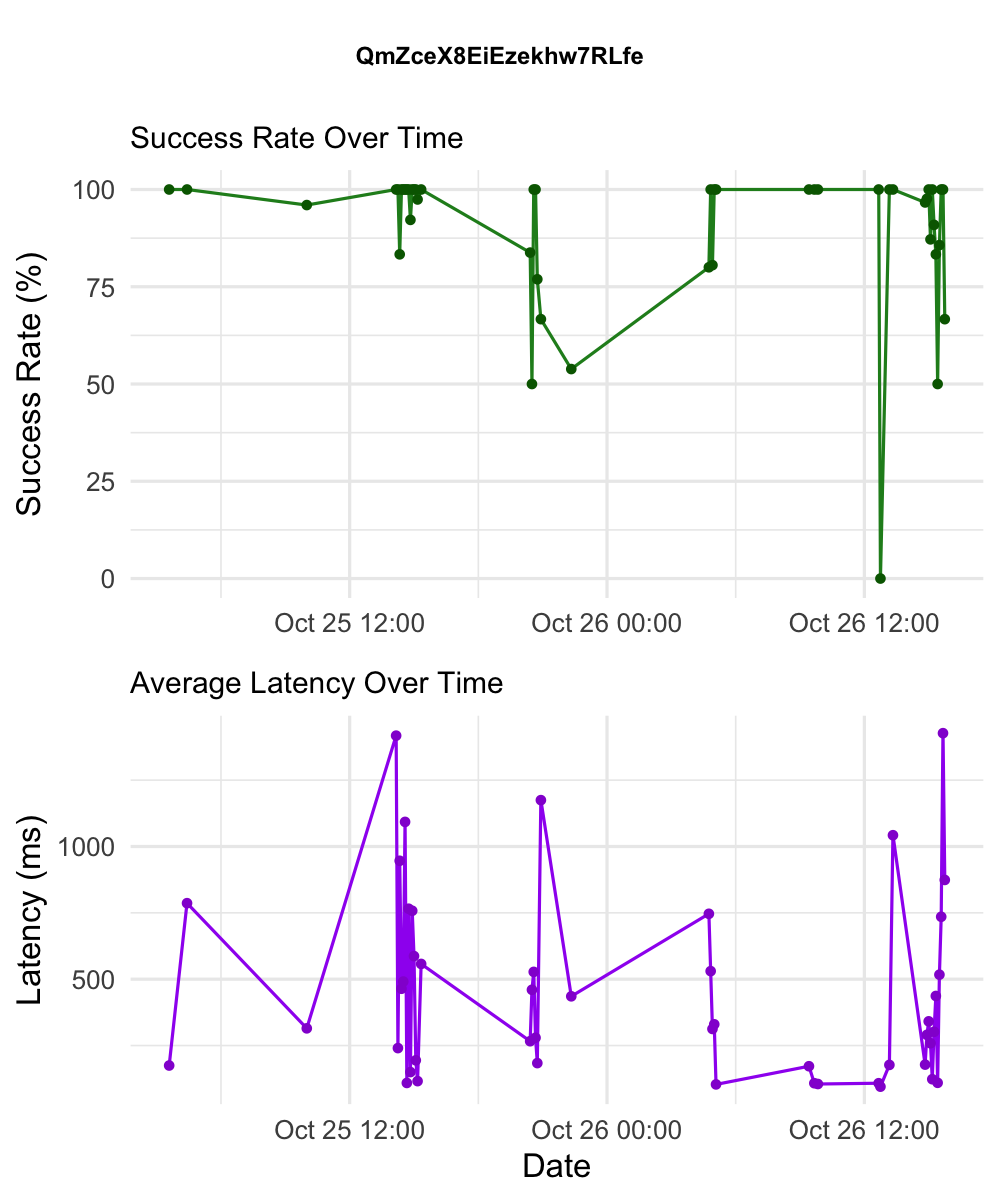 QmZceX8EiEzekhw7RLfe
Success Rate Over Time
Success Rate (%)
100
75
50
25
0
Oct 25 12:00 Oct 26 00:00 Oct 26 12:00
Average Latency Over Time
Latency (ms)
1000
500
Oct 25 12:00 Oct 26 00:00 Oct 26 12:00
Date